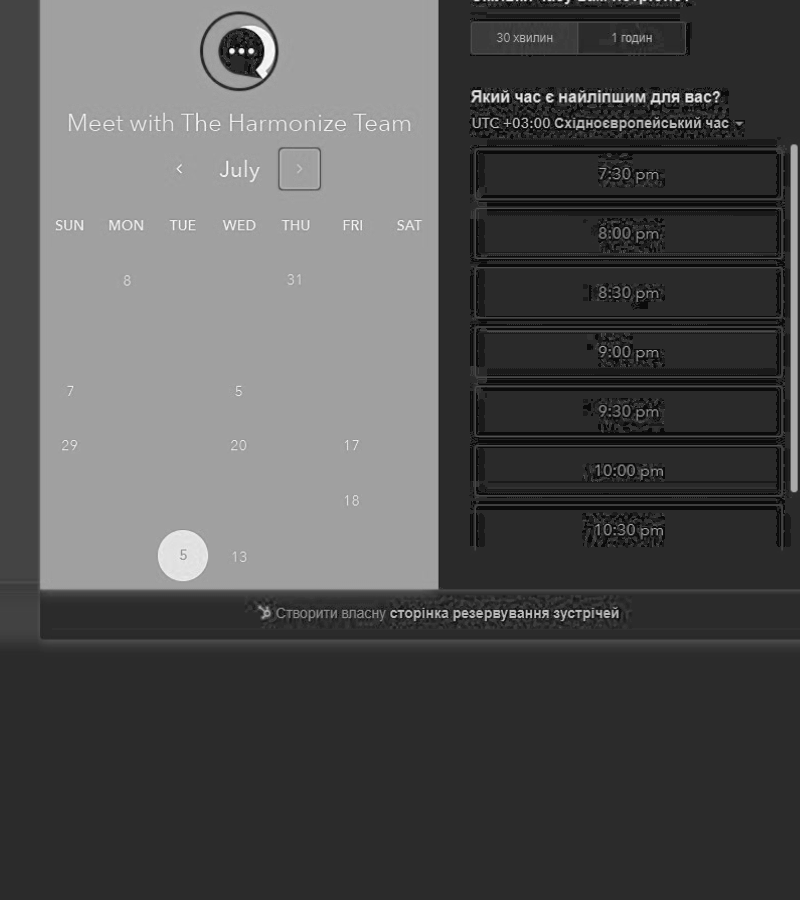 Meet with The Harmonize Team
July
SUN MON TUE WED THU FRI SAT
8 31
7 5
29 20 17
18
5 13
30 хвилин 1 годин
Який час є найліпшим для вас?
UTC +03:00 Східноєвропейський час
7:30 pm
8:00 pm
8:30 pm
9:00 pm
9:30 pm
10:00 pm
10:30 pm
Створити власну сторінка резервування зустрічей